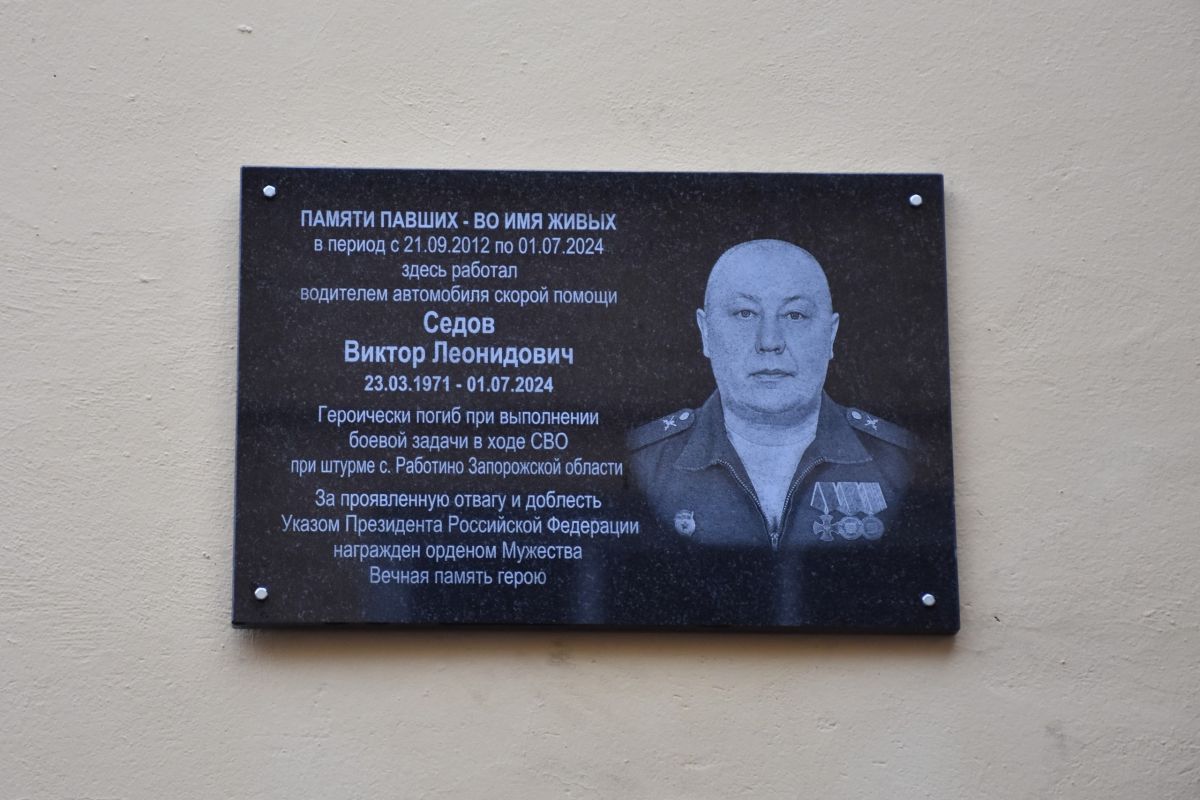 ПАМЯТИ ПАВШИХ - ВО ИМЯ ЖИВЫХ
в период с 21.09.2012 по 01.07.2024
здесь работал
водителем автомобиля скорой помощи
Седов
Виктор Леонидович
23.03.1971 - 01.07.2024
Героически погиб при выполнении
боевой задачи в ходе СВО
при штурме с. Работино Запорожской области
За проявленную отвагу и доблесть
Указом Президента Российской Федерации
награжден орденом Мужества
Вечная память герою